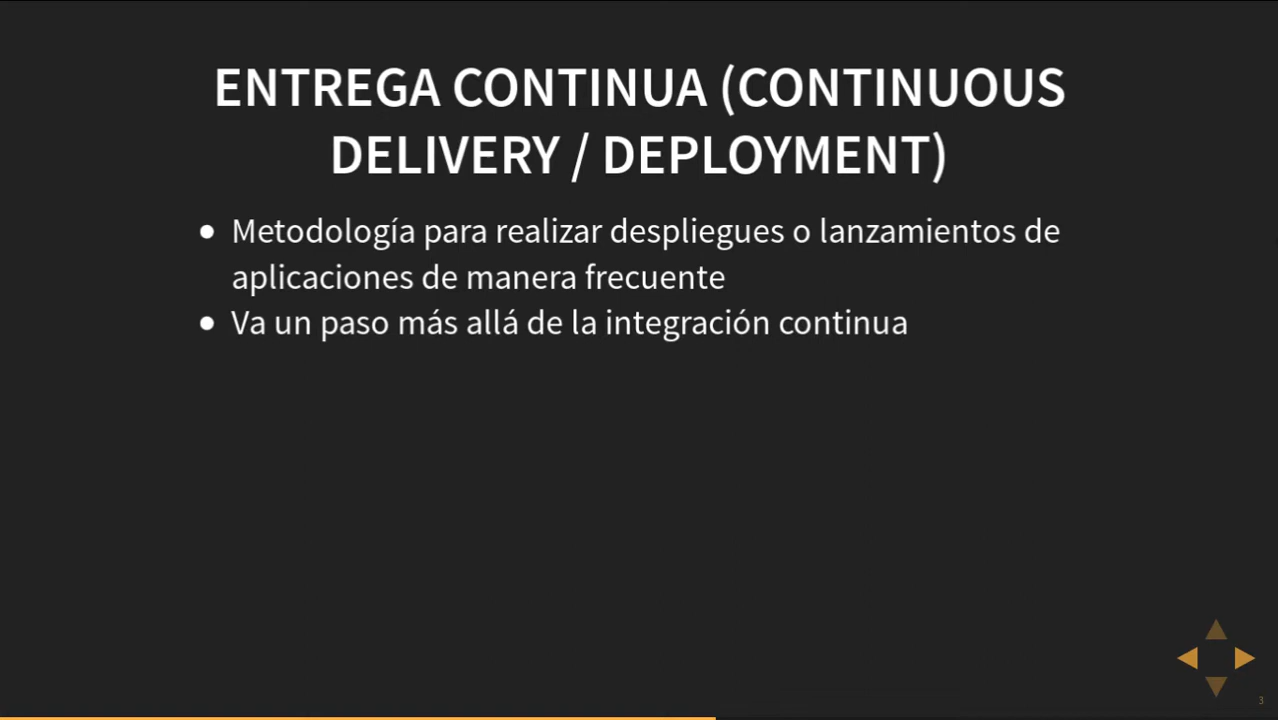 ENTREGA CONTINUA (CONTINUOUS
DELIVERY / DEPLOYMENT)
• Metodología para realizar despliegues o lanzamientos de
aplicaciones de manera frecuente
• Va un paso más allá de la integración continua
3